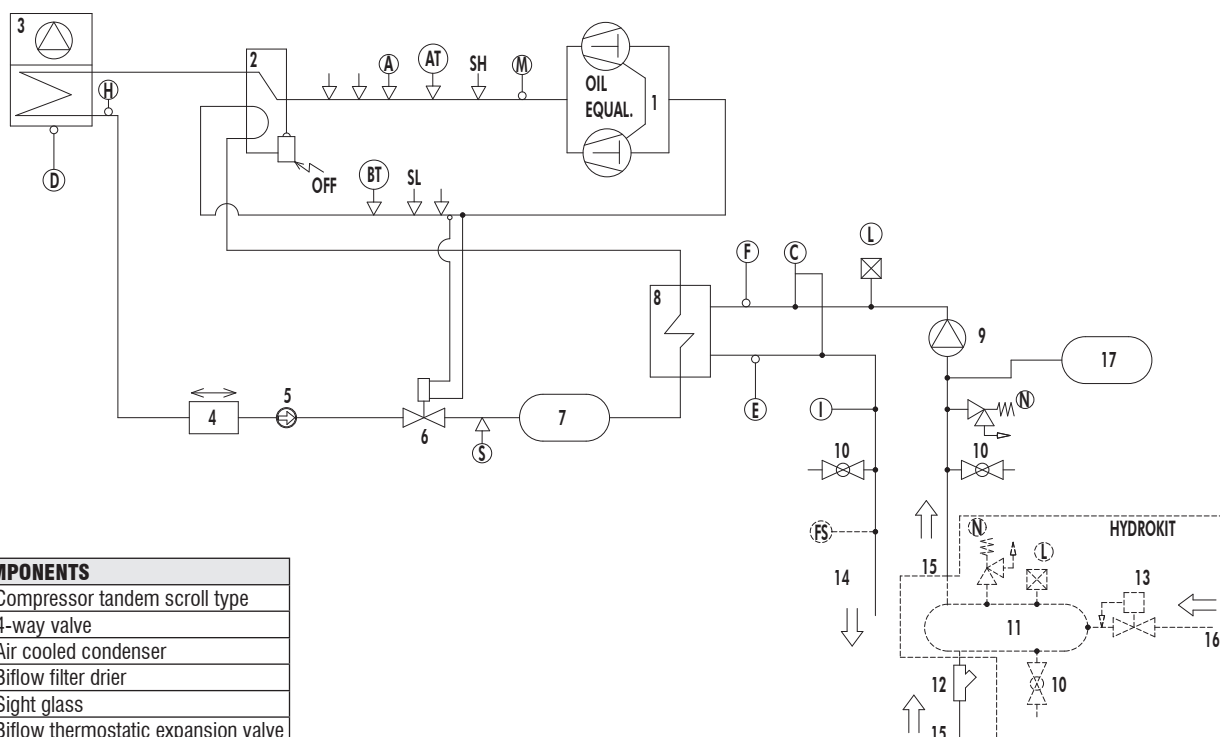 3
2
A
AT
SH
M
OIL
EQUAL.
1
H
D
OFF
BT
SL
F
C
L
8
9
17
5
4
6
S
7
E
I
N
10
10
FS
N
L
HYDROKIT
14
15
13
11
16
12
10
15
MPONENTS
Compressor tandem scroll type
4-way valve
Air cooled condenser
Biflow filter drier
Sight glass
Biflow thermostatic expansion valve